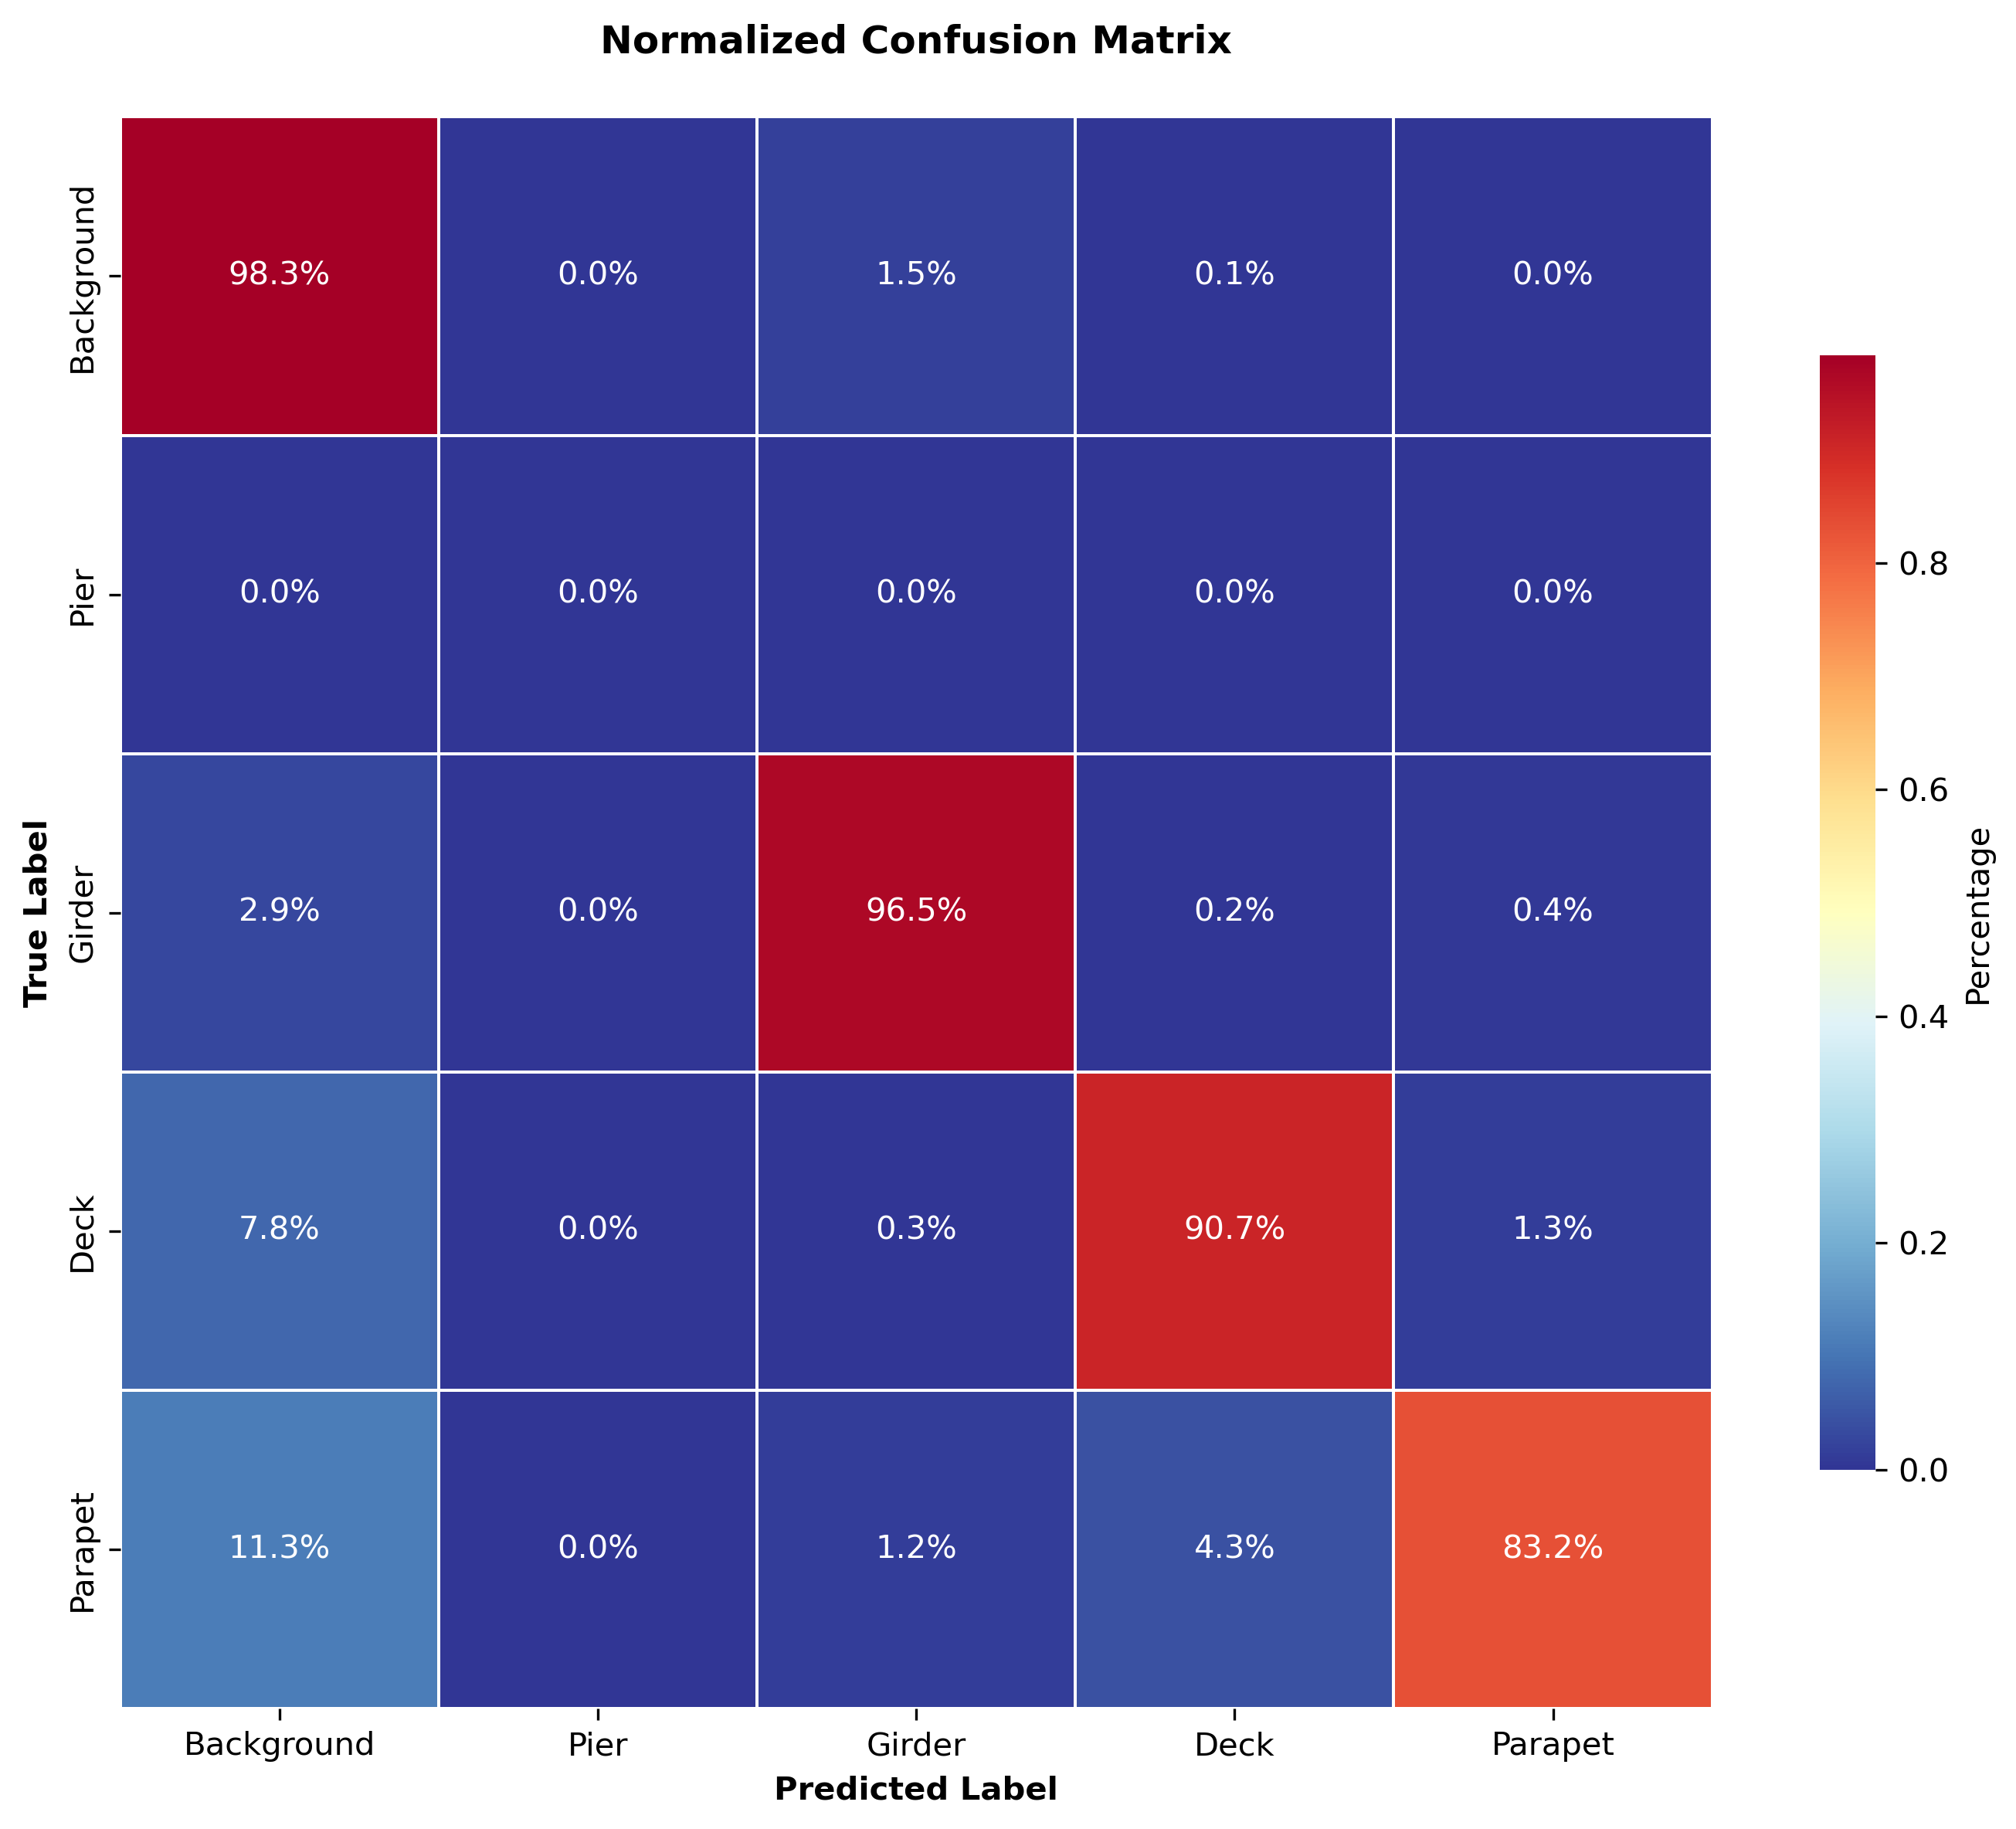 Normalized Confusion Matrix
Background 98.3% 0.0% 1.5% 0.1% 0.0%
Pier 0.0% 0.0% 0.0% 0.0% 0.0%
Girder 2.9% 0.0% 96.5% 0.2% 0.4%
Deck 7.8% 0.0% 0.3% 90.7% 1.3%
Parapet 11.3% 0.0% 1.2% 4.3% 83.2%
True Label
Background Pier Girder Deck Parapet
Predicted Label
0.8
0.6
0.4
0.2
0.0
Percentage